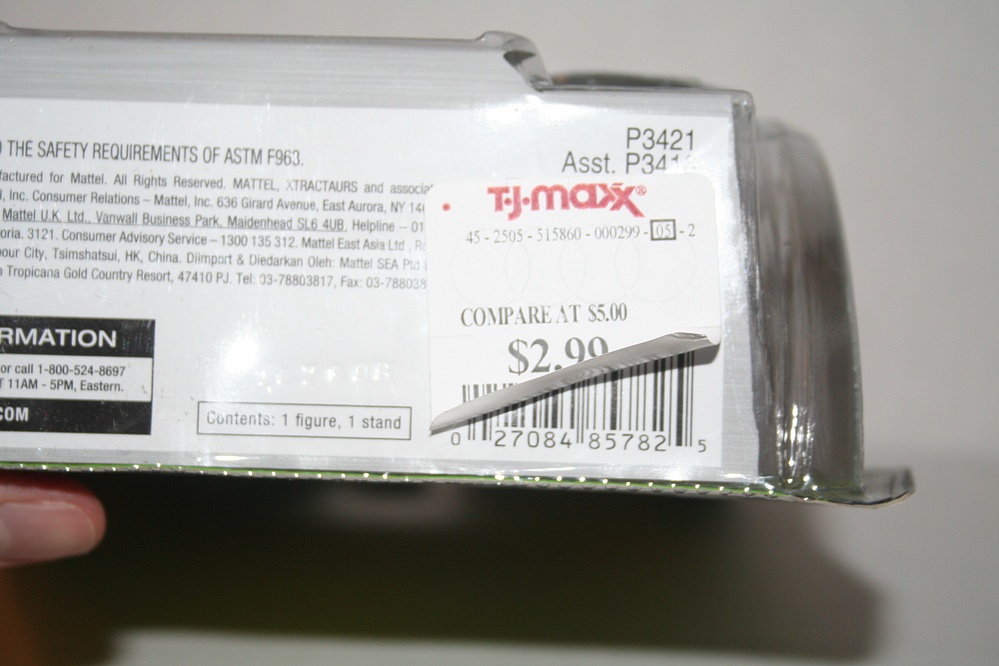 THE SAFETY REQUIREMENTS OF ASTM F963.
for Mattel. All Rights Reserved. MATTEL, XTRACTAURS and
Inc. Consumer Relations – Mattel, Inc. 636 Girard Avenue, East Aurora, NY
Mattel U.K. Ltd., Vanwall Business Park, Maidenhead SL6 4UB, Helpline – 01
3121. Consumer Advisory Service – 1300 135 312. Mattel East Asia Ltd.,
City, Tsimshatsui, HK, China. Diimport & Diedarkan Oleh: Mattel SEA Ptd
Tropicana Gold Country Resort, 47410 PJ. Tel: 03-78803817, Fax: 03-78803
RMATION
or call 1-800-524-8697
11AM - 5PM, Eastern.
COM
Contents: 1 figure, 1 stand
P3421
Asst.
T·J·maxx®
45 - 2505 - 515860 - 000299 - 05 - 2
COMPARE AT $5.00
$2.99
0 27084 85782 5